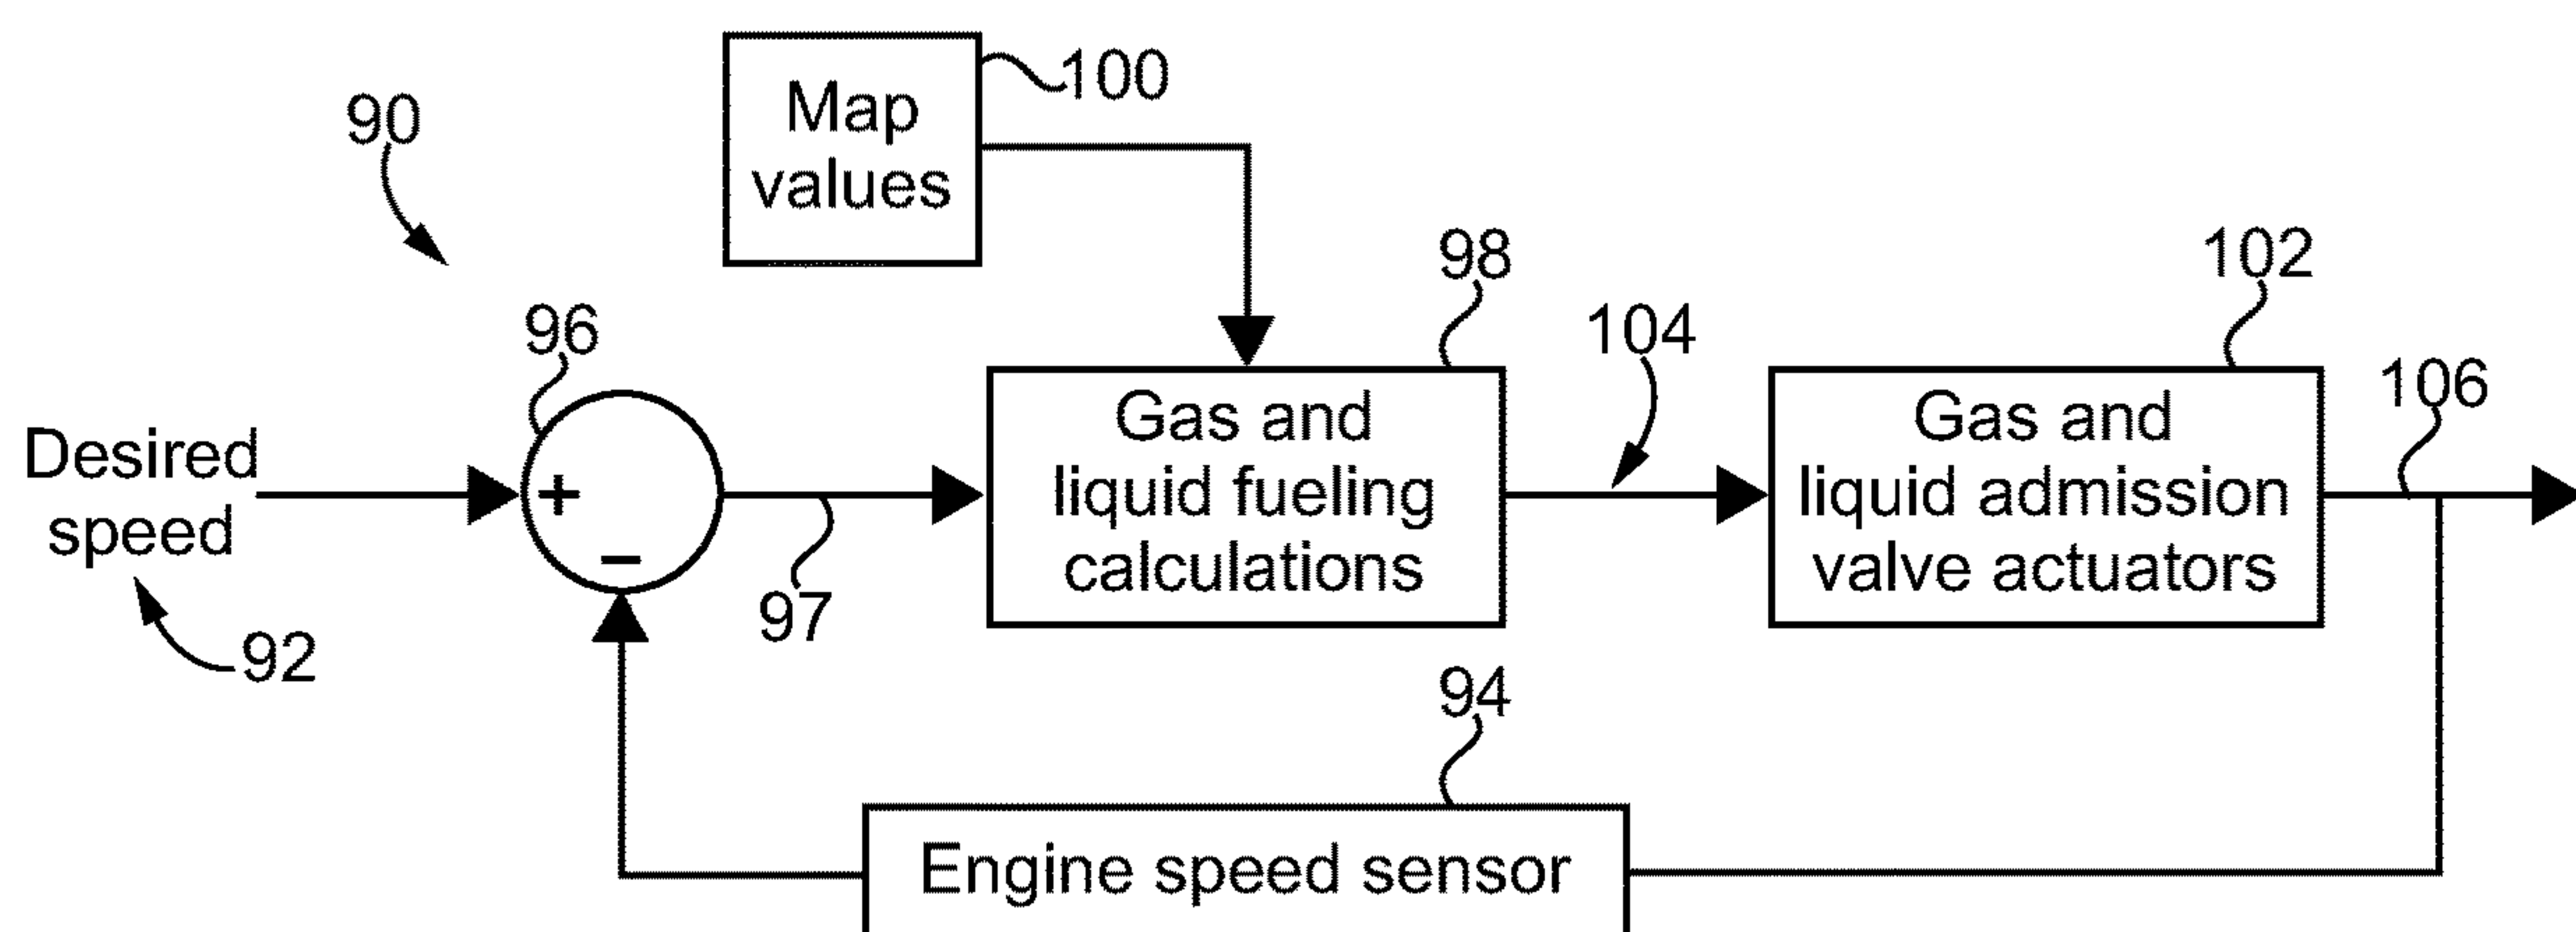 Map
values
100
90
98
102
96
104
106
Desired
speed
+
−
Gas and
liquid fueling
calculations
Gas and
liquid admission
valve actuators
97
92
94
Engine speed sensor